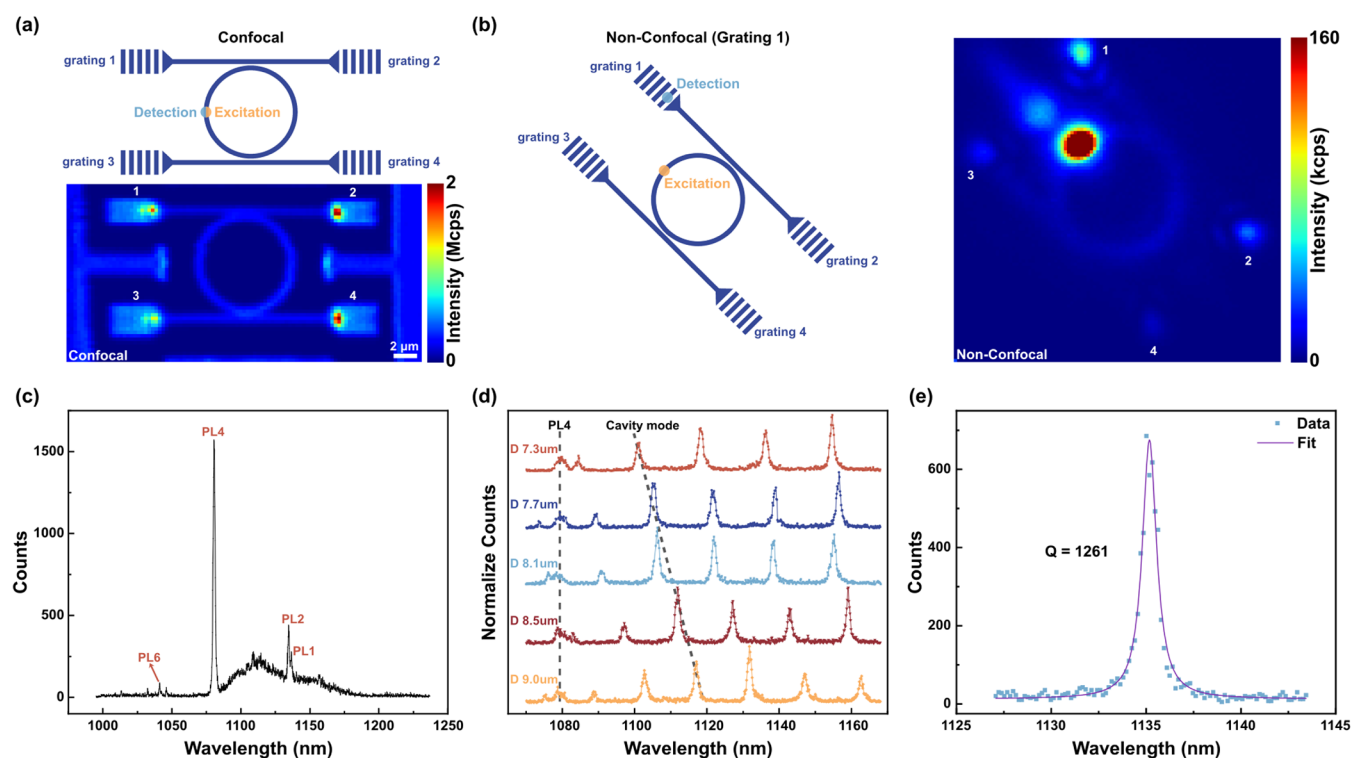 (a)
Confocal
grating 1
grating 2
Detection
Excitation
grating 3
grating 4
1
2
3
4
Confocal
2 μm
2
Intensity (Mcps)
0
(b)
Non-Confocal (Grating 1)
grating 1
Detection
grating 3
Excitation
grating 2
grating 4
1
3
2
4
Non-Confocal
160
Intensity (kcps)
0
(c)
PL4
PL2
PL1
PL6
1500
1000
500
0
Counts
1000
1050
1100
1150
1200
1250
Wavelength (nm)
(d)
PL4
Cavity mode
D 7.3um
D 7.7um
D 8.1um
D 8.5um
D 9.0um
Normalize Counts
1080
1100
1120
1140
1160
Wavelength (nm)
(e)
Data
Fit
Q = 1261
600
400
200
0
Counts
1125
1130
1135
1140
1145
Wavelength (nm)